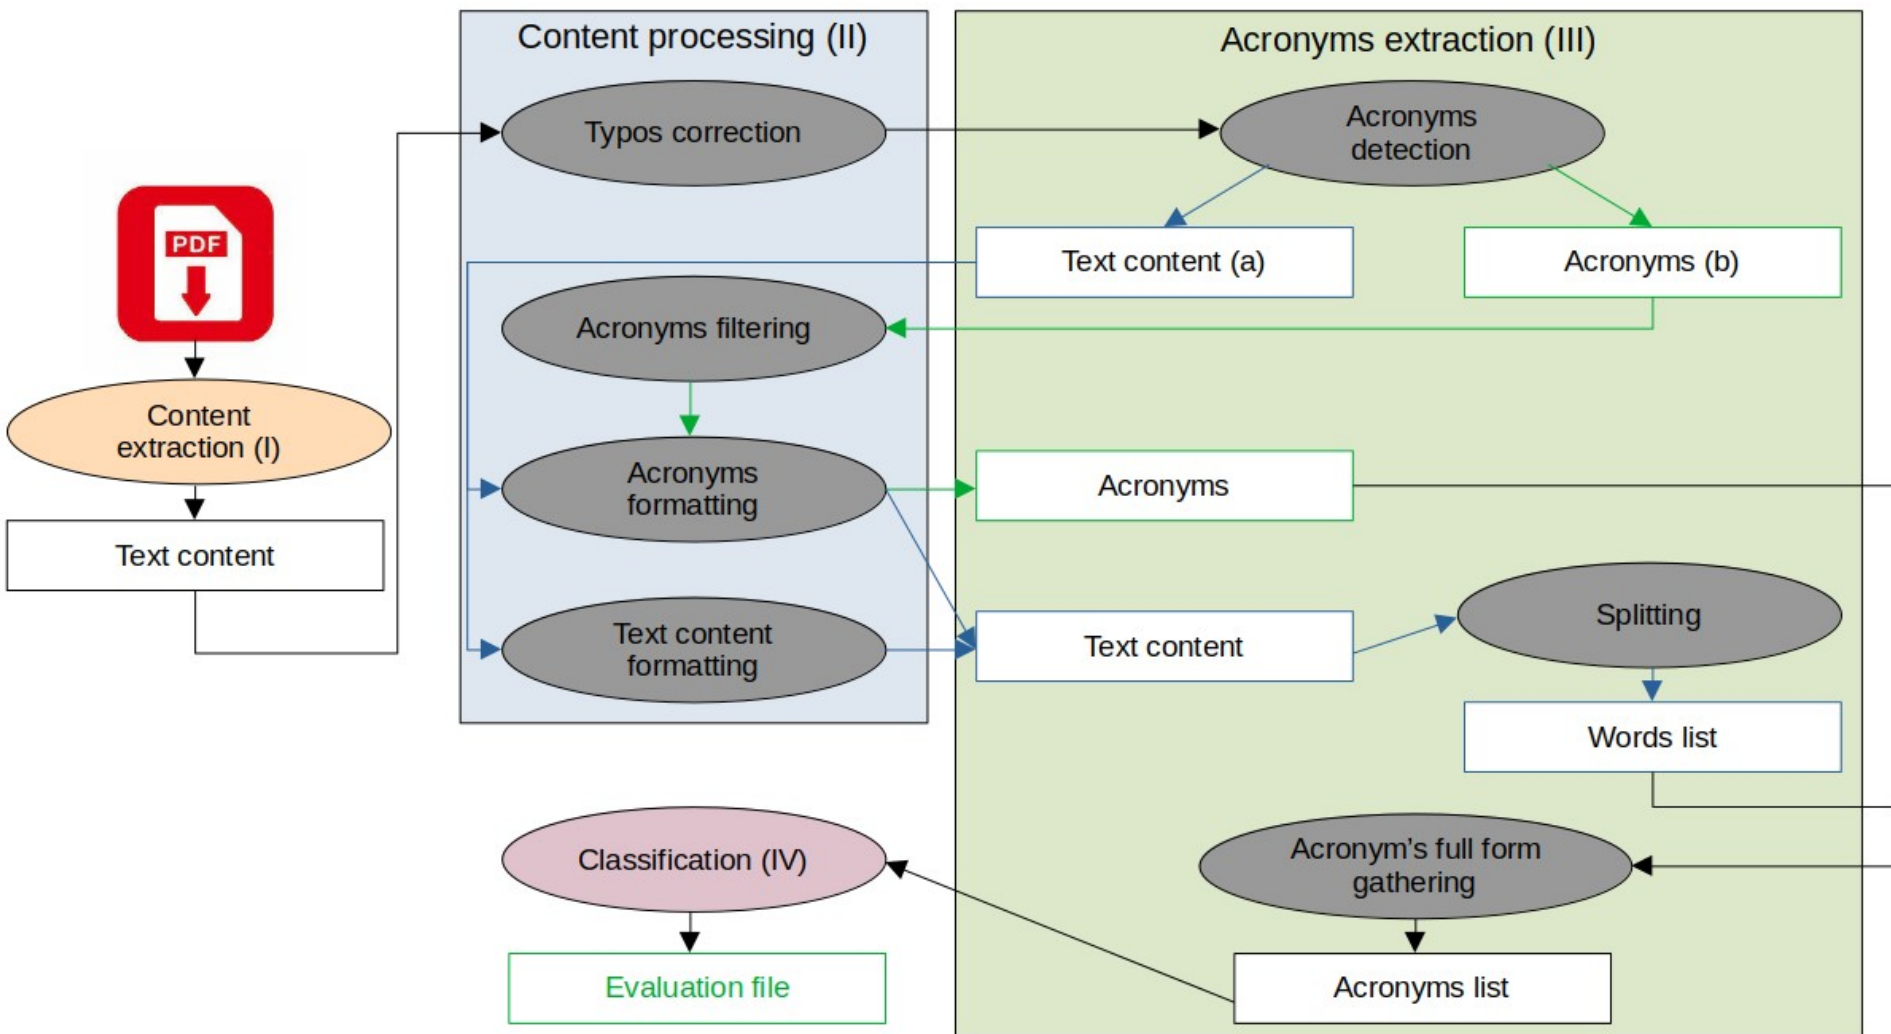 Content processing (II)
Acronyms extraction (III)
Typos correction
Acronyms
detection
PDF
Text content (a)
Acronyms (b)
Acronyms filtering
Content
extraction (I)
Acronyms
formatting
Acronyms
Text content
Text content
formatting
Text content
Splitting
Words list
Classification (IV)
Acronym's full form
gathering
Evaluation file
Acronyms list